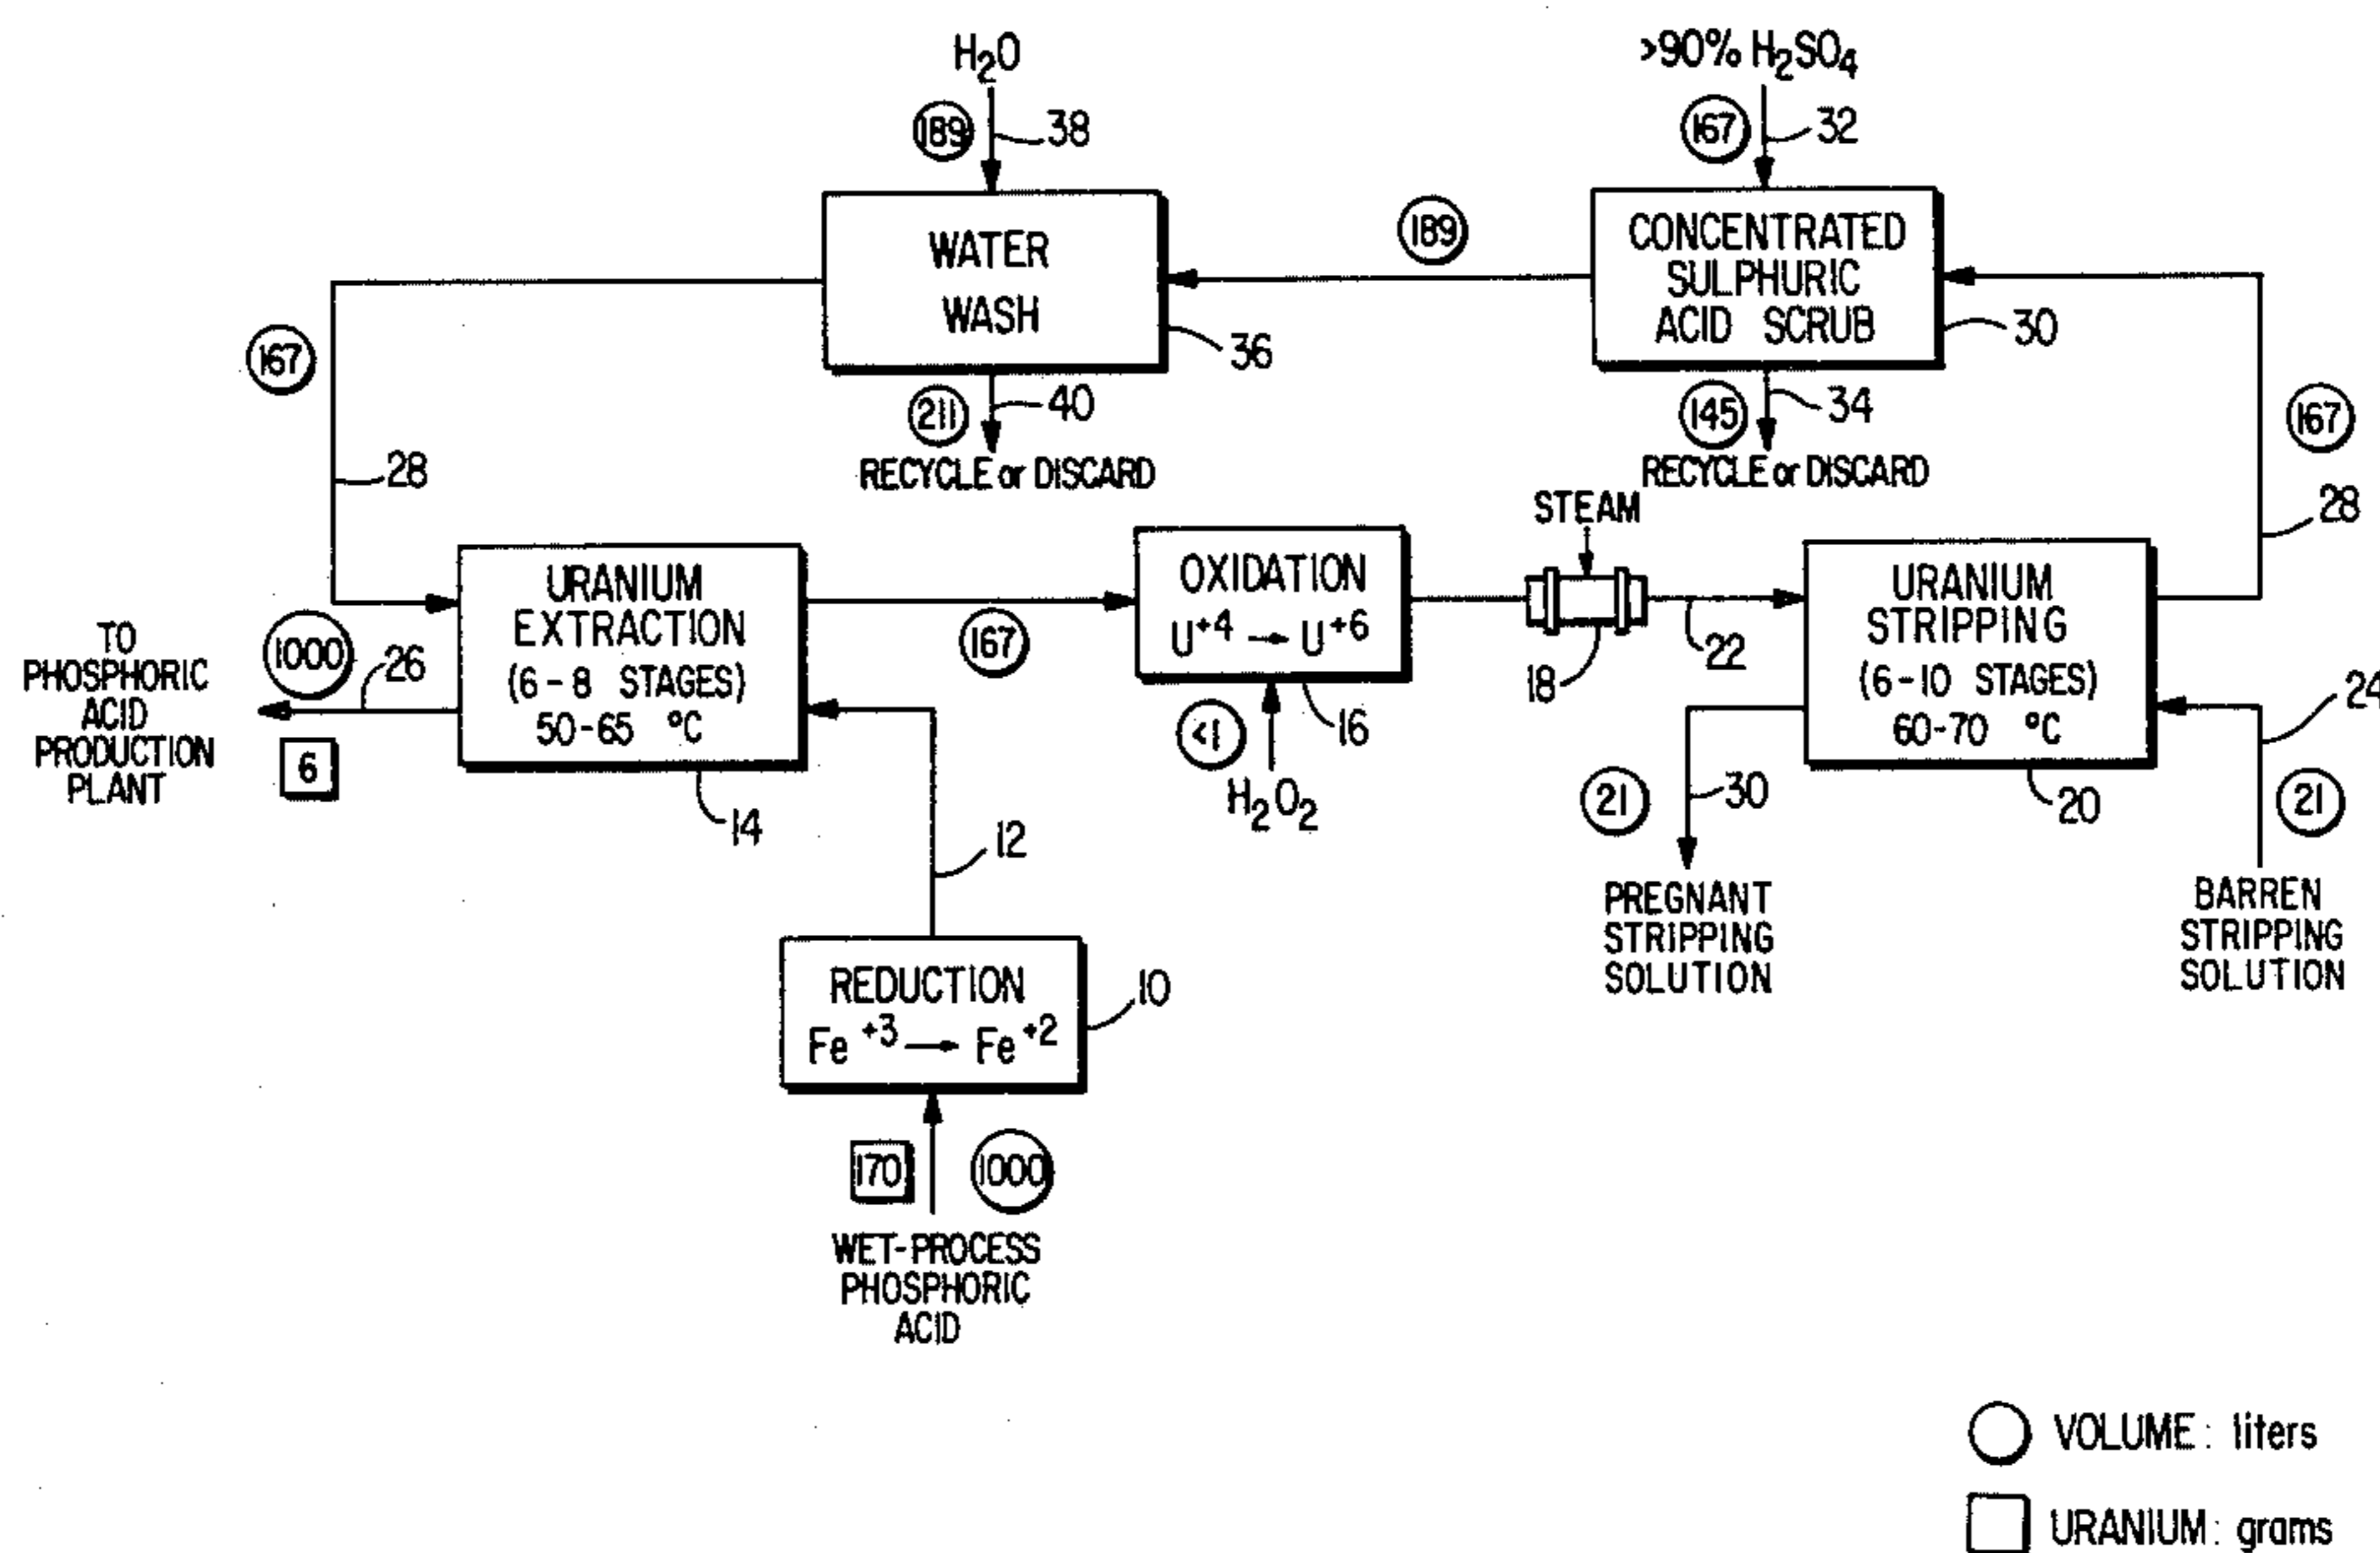 H2O
>90% H2SO4
189
38
167
32
WATER
WASH
36
189
CONCENTRATED
SULPHURIC
ACID SCRUB
30
167
211
40
RECYCLE or DISCARD
145
34
RECYCLE or DISCARD
167
28
28
STEAM
18
22
TO
PHOSPHORIC
ACID
PRODUCTION
PLANT
1000
26
6
URANIUM
EXTRACTION
(6-8 STAGES)
50-65 °C
14
167
OXIDATION
U+4 → U+6
16
<1
H2O2
URANIUM
STRIPPING
(6-10 STAGES)
60-70 °C
20
24
21
30
21
PREGNANT
STRIPPING
SOLUTION
BARREN
STRIPPING
SOLUTION
12
REDUCTION
Fe+3 → Fe+2
10
170
1000
WET-PROCESS
PHOSPHORIC
ACID
VOLUME: liters
URANIUM: grams